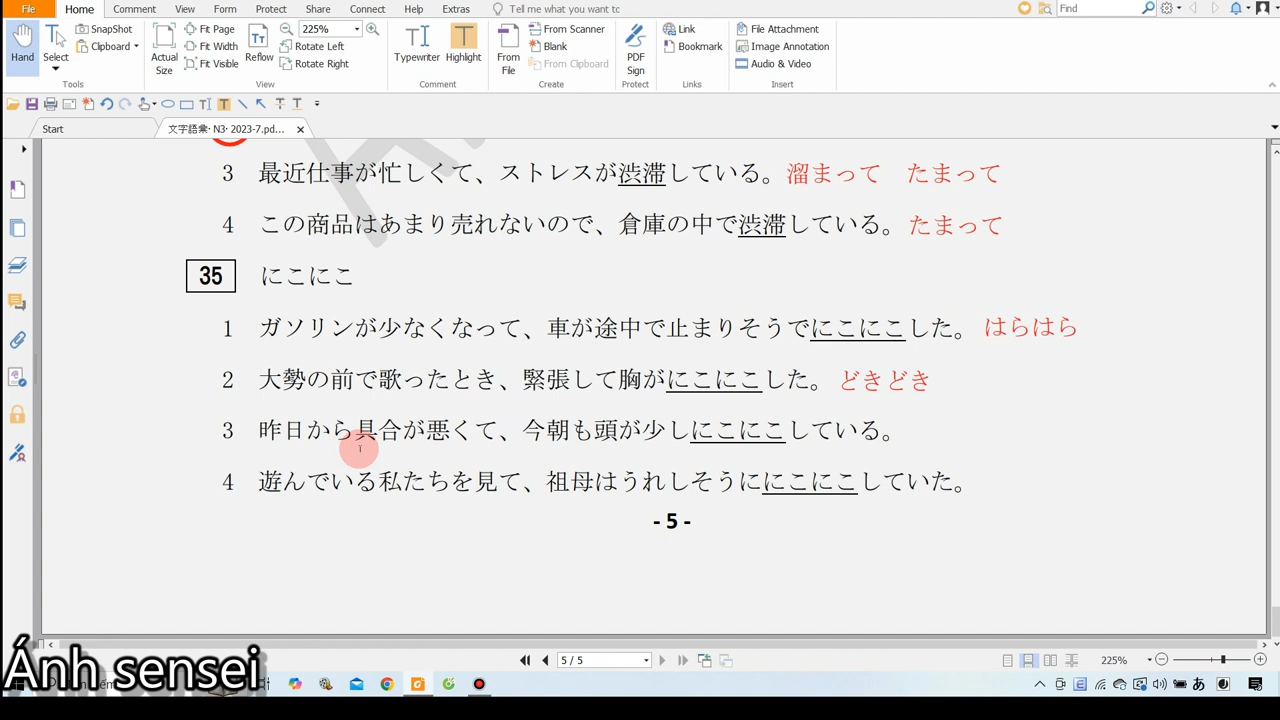 File Home Comment View Form Protect Share Connect Help Extras Tell me what you want tc Find
Hand Select SnapShot Clipboard Actual Size Fit Page Fit Width Fit Visible Reflow 225% Rotate Left Rotate Right Typewriter Highlight From File From Scanner Blank From Clipboard PDF Sign Link Bookmark File Attachment Image Annotation Audio & Video
Tools View Comment Create Protect Links Insert
Start 文字語彙· N3· 2023-7.pd...
3 最近仕事が忙しくて、ストレスが渋滞している。溜まって たまって
4 この商品はあまり売れないので、倉庫の中で渋滞している。たまって
35 にこにこ
1 ガソリンが少なくなって、車が途中で止まりそうでにこにこした。はらはら
2 大勢の前で歌ったとき、緊張して胸がにこにこした。どきどき
3 昨日から具合が悪くて、今朝も頭が少しにこにこしている。
4 遊んでいる私たちを見て、祖母はうれしそうににこにこしていた。
- 5 -
5 / 5 225%
Ánh sensei
あ